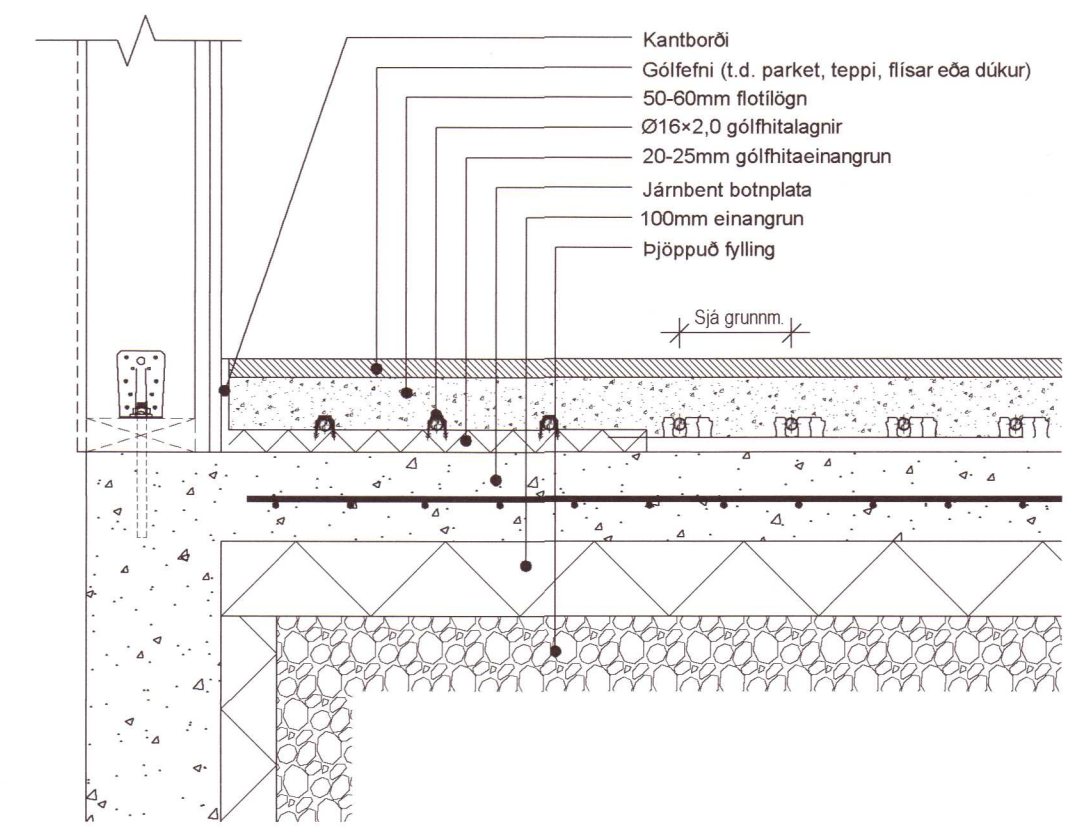 Kantborði
Gólfefni (t.d. parket, teppi, flísar eða dúkur)
50-60mm flotílögn
Ø16×2,0 gólfhitalagnir
20-25mm gólfhitaeinangrun
Járnbent botnplata
100mm einangrun
Þjöppuð fylling
Sjá grunnm.